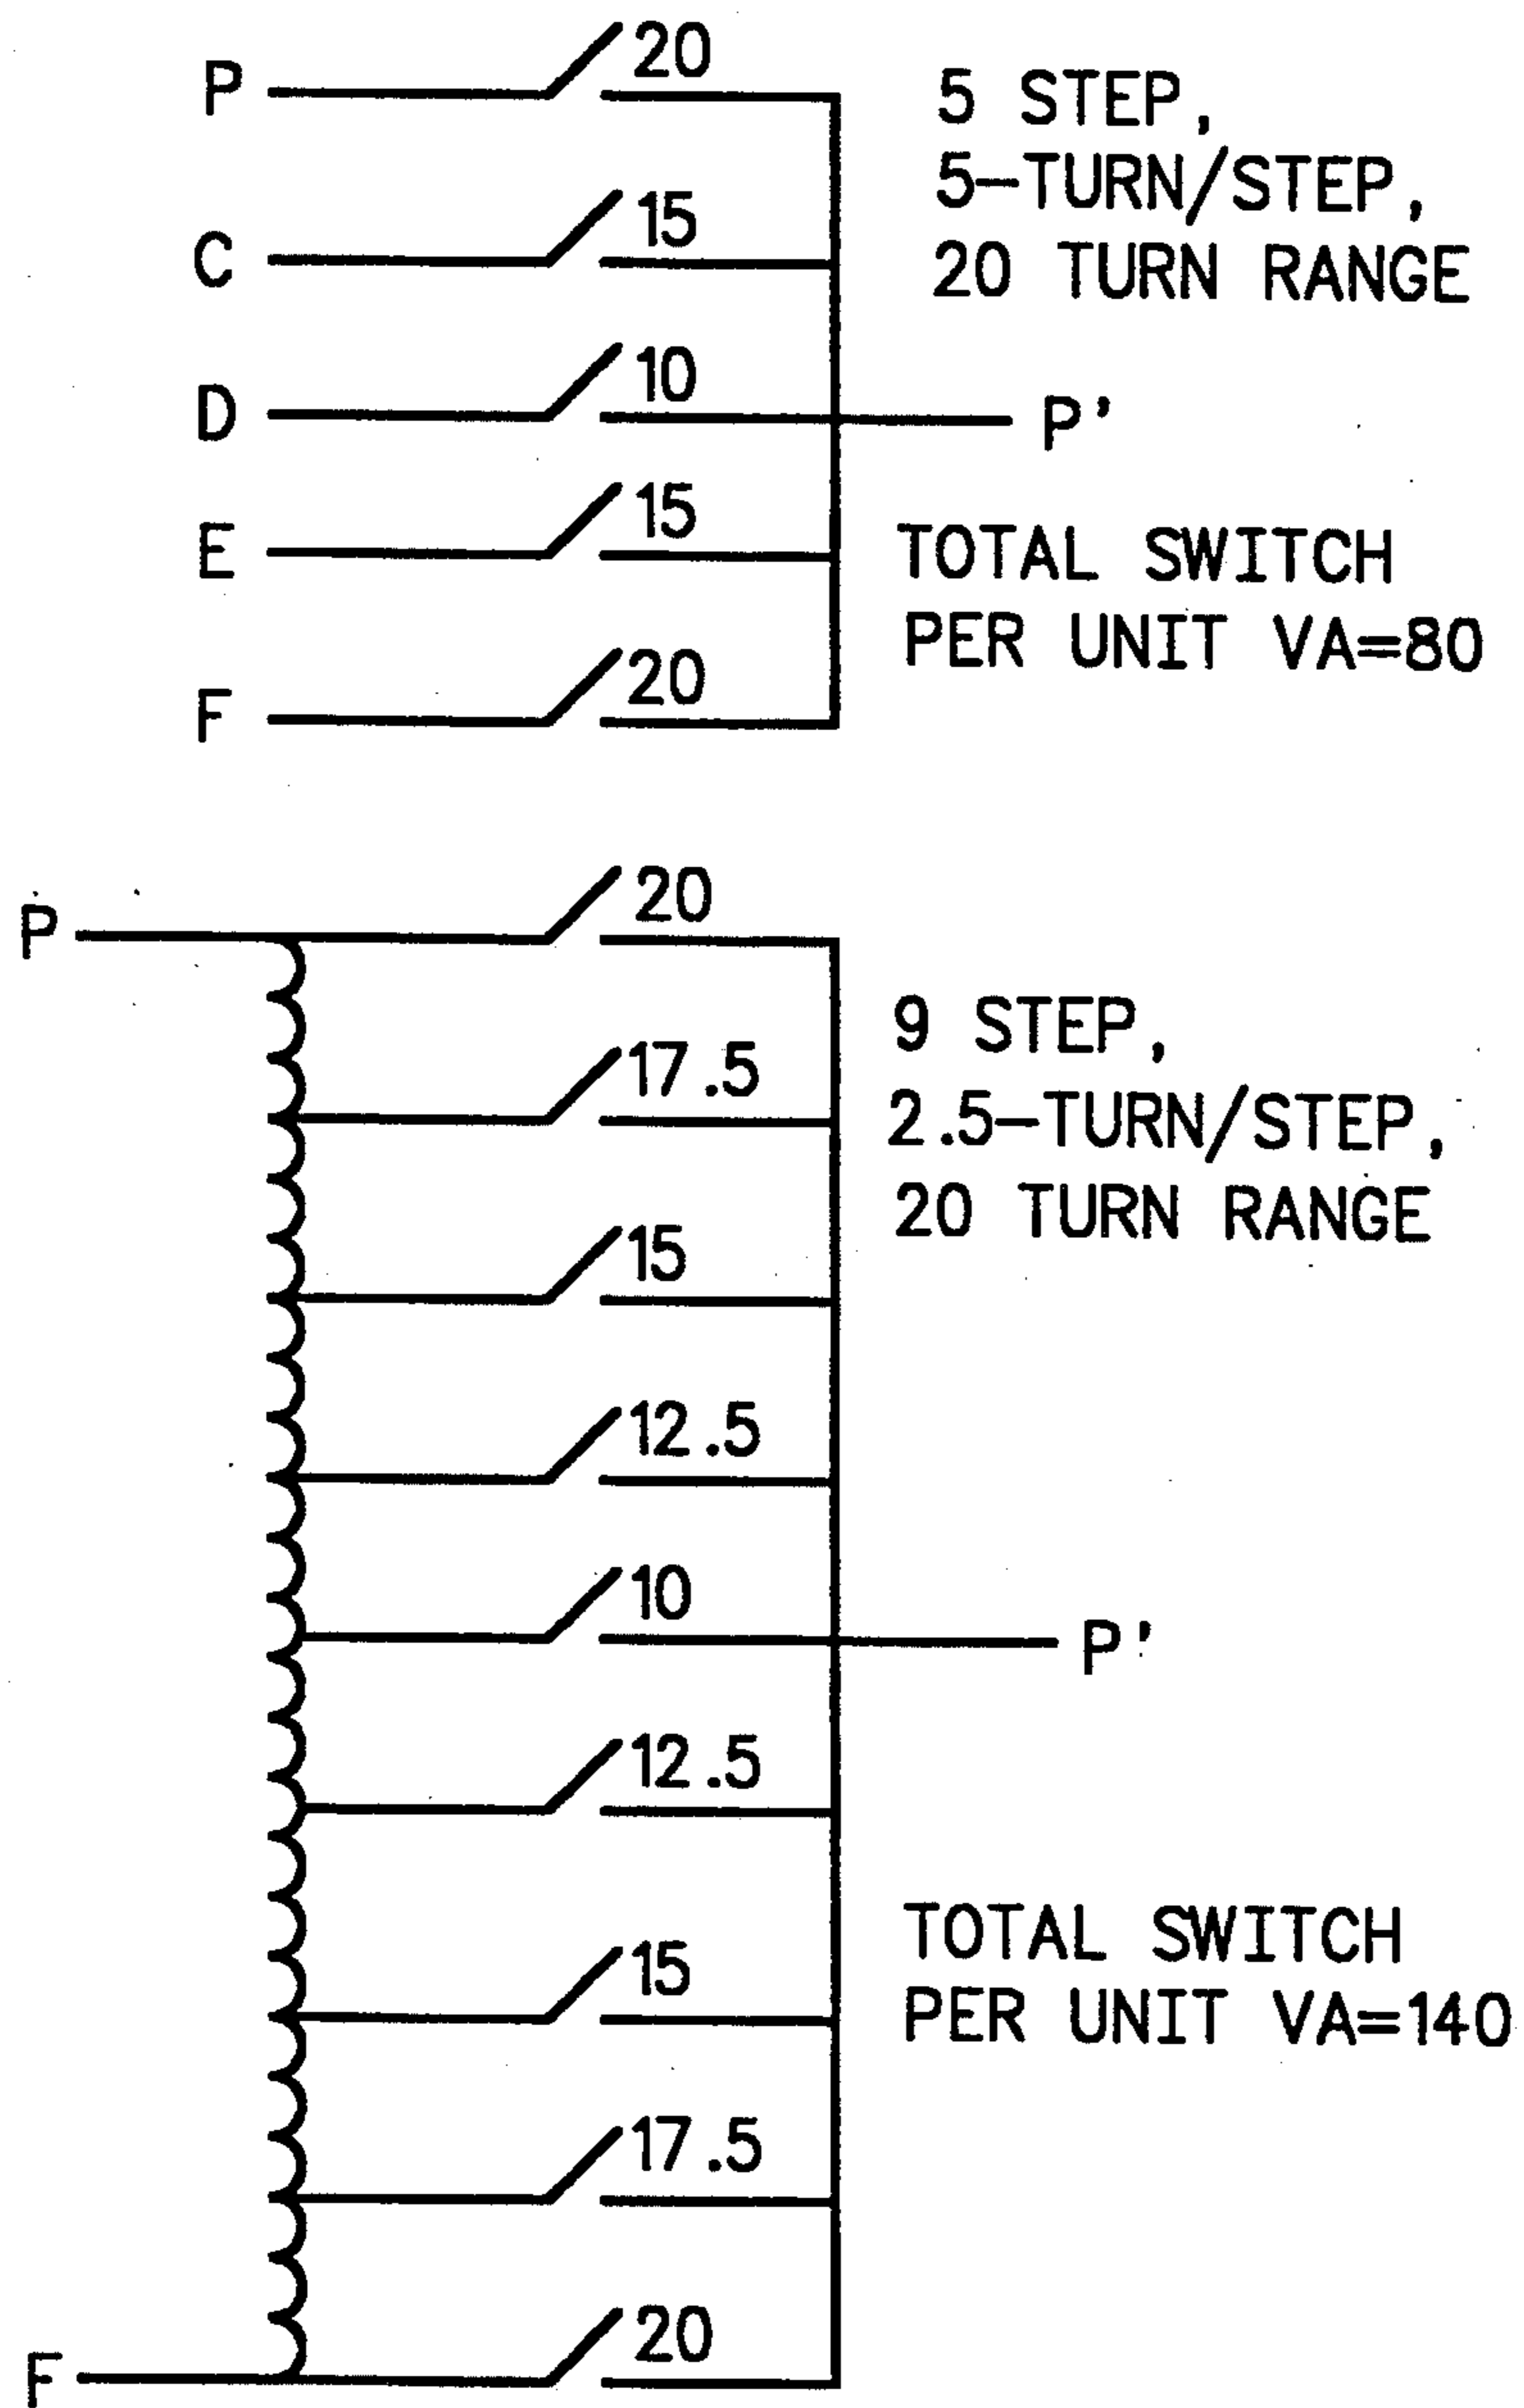 P
20
5 STEP,
5-TURN/STEP,
20 TURN RANGE
C
15
D
10
P'
E
15
TOTAL SWITCH
PER UNIT VA=80
F
20
P
20
9 STEP,
2.5-TURN/STEP,
20 TURN RANGE
17.5
15
12.5
10
P'
12.5
TOTAL SWITCH
PER UNIT VA=140
15
17.5
F
20